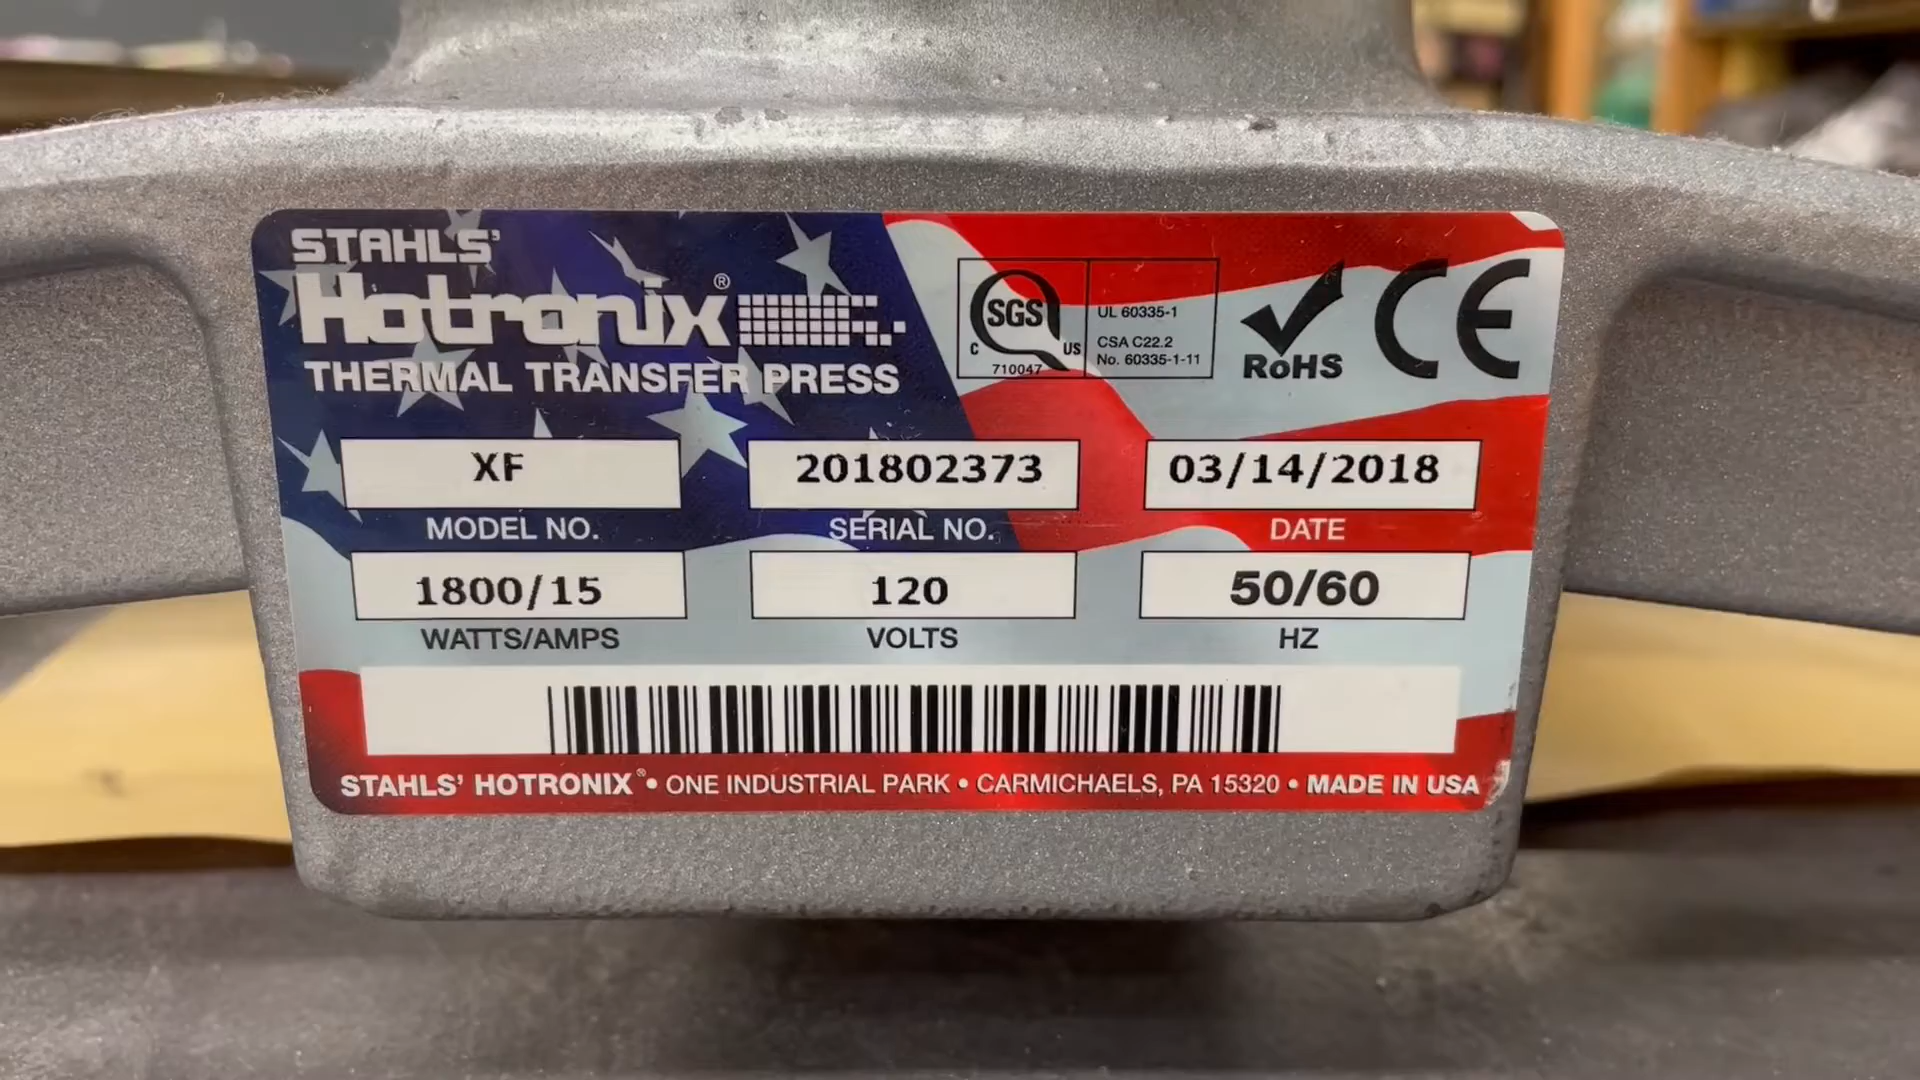 STAHLS'
Hotronix®
THERMAL TRANSFER PRESS
SGS
C US
710047
UL 60335-1
CSA C22.2
No. 60335-1-11
RoHS
CE
XF
MODEL NO.
201802373
SERIAL NO.
03/14/2018
DATE
1800/15
WATTS/AMPS
120
VOLTS
50/60
HZ
STAHLS' HOTRONIX® • ONE INDUSTRIAL PARK • CARMICHAELS, PA 15320 • MADE IN USA